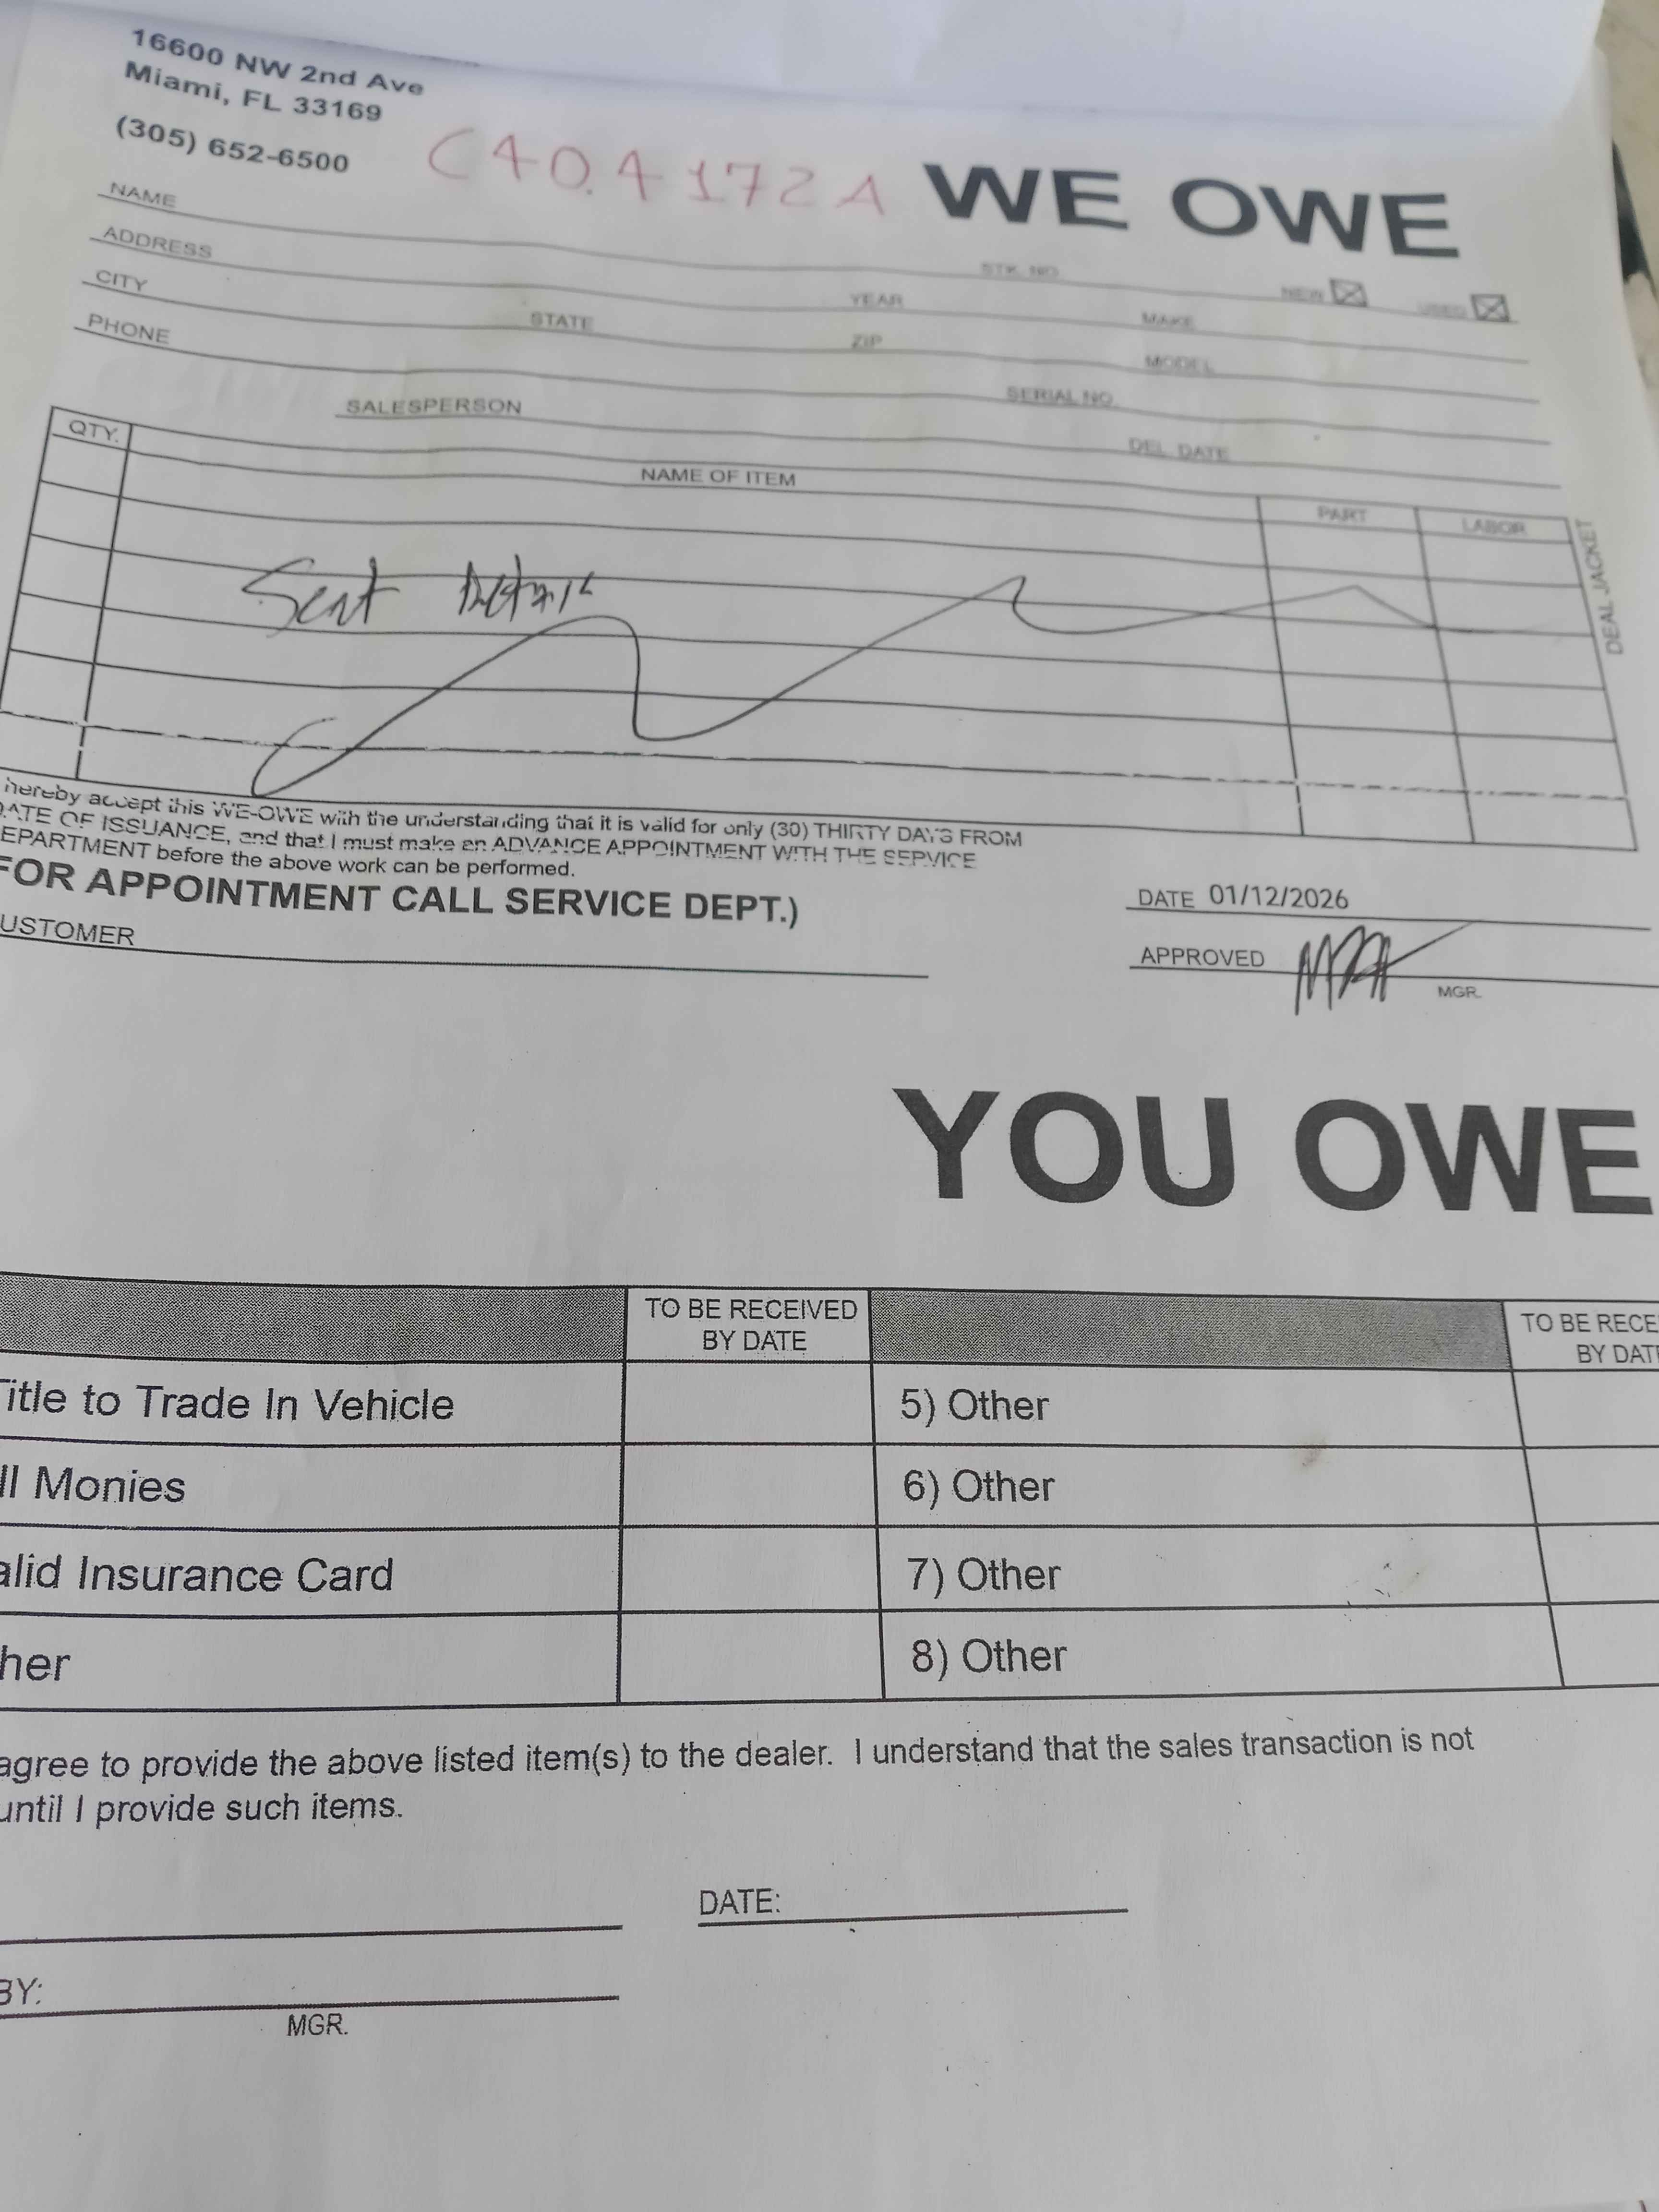 16600 NW 2nd Ave
Miami, FL 33169
(305) 652-6500
C40.4172A
WE OWE
NAME
STK. NO. NEW USED
ADDRESS
YEAR MAKE
CITY STATE ZIP
MODEL
PHONE
SERIAL NO.
SALESPERSON
DEL. DATE
QTY. NAME OF ITEM PART LABOR
DEAL JACKET
hereby accept this WE-OWE with the understanding that it is valid for only (30) THIRTY DAYS FROM
DATE OF ISSUANCE, and that I must make an ADVANCE APPOINTMENT WITH THE SERVICE
EPARTMENT before the above work can be performed.
FOR APPOINTMENT CALL SERVICE DEPT.)
DATE 01/12/2026
USTOMER
APPROVED
MGR.
YOU OWE
TO BE RECEIVED TO BE RECE
BY DATE BY DATE
Title to Trade In Vehicle 5) Other
ll Monies 6) Other
alid Insurance Card 7) Other
her 8) Other
agree to provide the above listed item(s) to the dealer. I understand that the sales transaction is not
until I provide such items.
DATE:
BY:
MGR.